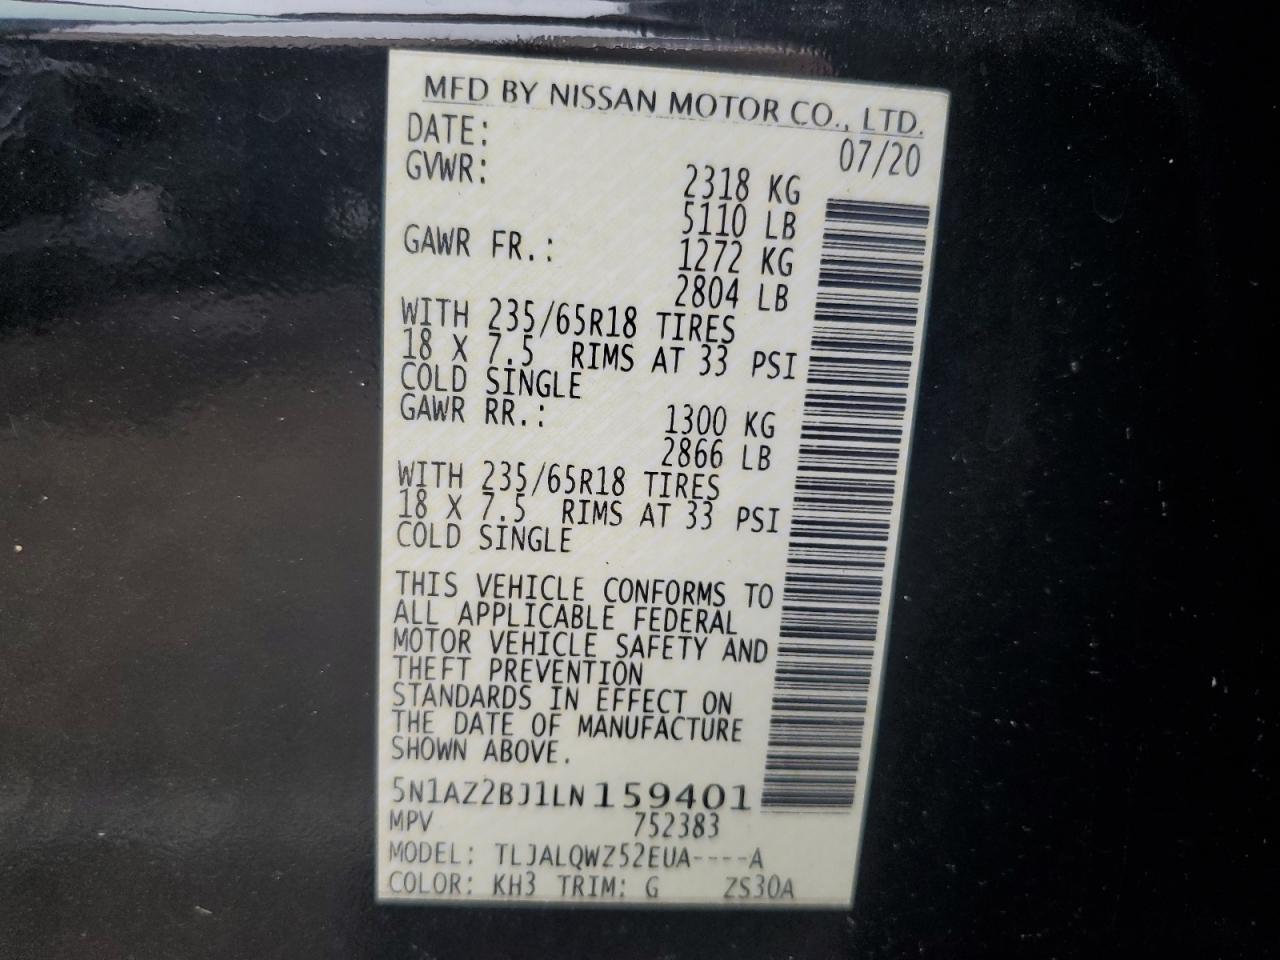 MFD BY NISSAN MOTOR CO., LTD.
DATE: 07/20
GVWR: 2318 KG
5110 LB
GAWR FR.: 1272 KG
2804 LB
WITH 235/65R18 TIRES
18 X 7.5 RIMS AT 33 PSI
COLD SINGLE
GAWR RR.: 1300 KG
2866 LB
WITH 235/65R18 TIRES
18 X 7.5 RIMS AT 33 PSI
COLD SINGLE
THIS VEHICLE CONFORMS TO
ALL APPLICABLE FEDERAL
MOTOR VEHICLE SAFETY AND
THEFT PREVENTION
STANDARDS IN EFFECT ON
THE DATE OF MANUFACTURE
SHOWN ABOVE.
5N1AZ2BJ1LN159401
MPV 752383
MODEL: TLJALQWZ52EUA----A
COLOR: KH3 TRIM: G ZS30A